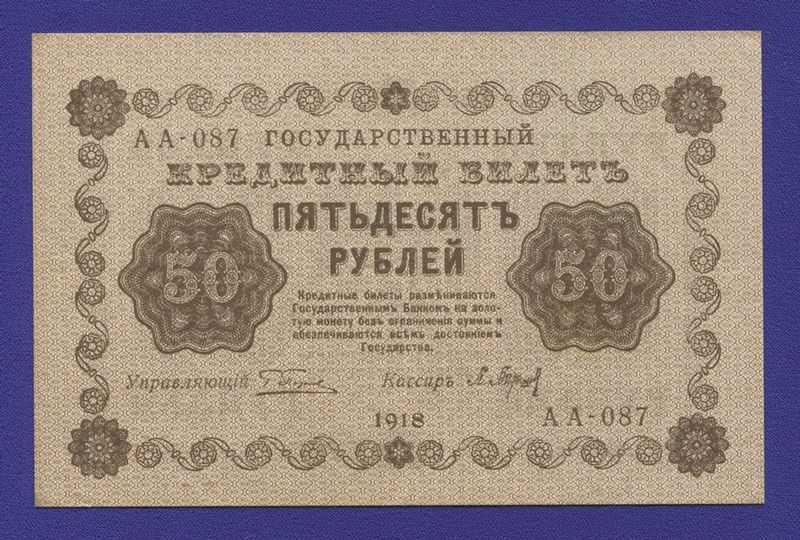 АА-087 ГОСУДАРСТВЕННЫЙ
КРЕДИТНЫЙ БИЛЕТЪ
ПЯТЬДЕСЯТЪ
РУБЛЕЙ
50
50
Кредитные билеты размѣниваются
Государственнымъ Банкомъ на золо-
тую монету безъ ограниченія суммы и
обезпечиваются всѣмъ достояніемъ
Государства.
Управляющій Кассиръ
1918
АА-087